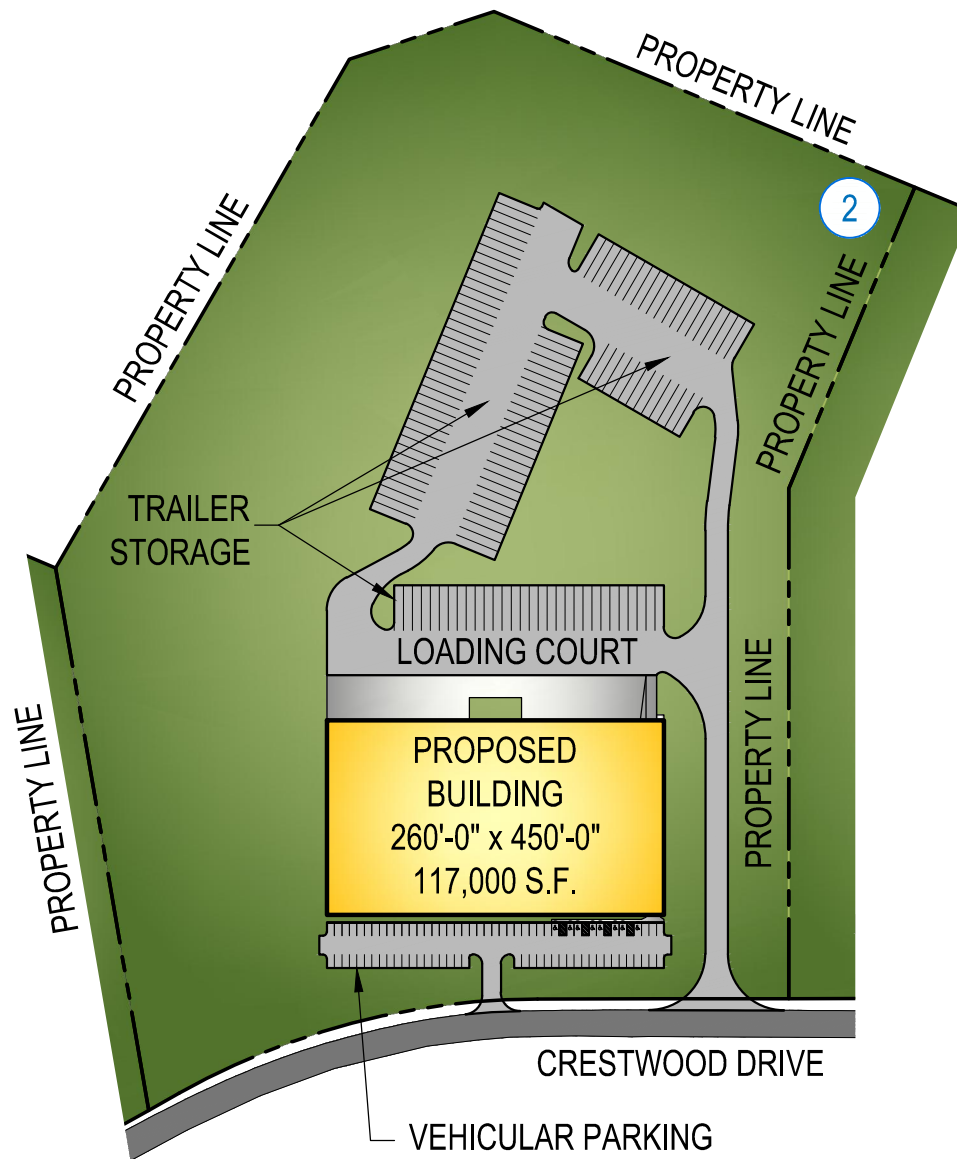 PROPERTY LINE
2
PROPERTY LINE
PROPERTY LINE
TRAILER
STORAGE
LOADING COURT
PROPERTY LINE
PROPERTY LINE
PROPOSED
BUILDING
260'-0" x 450'-0"
117,000 S.F.
CRESTWOOD DRIVE
VEHICULAR PARKING